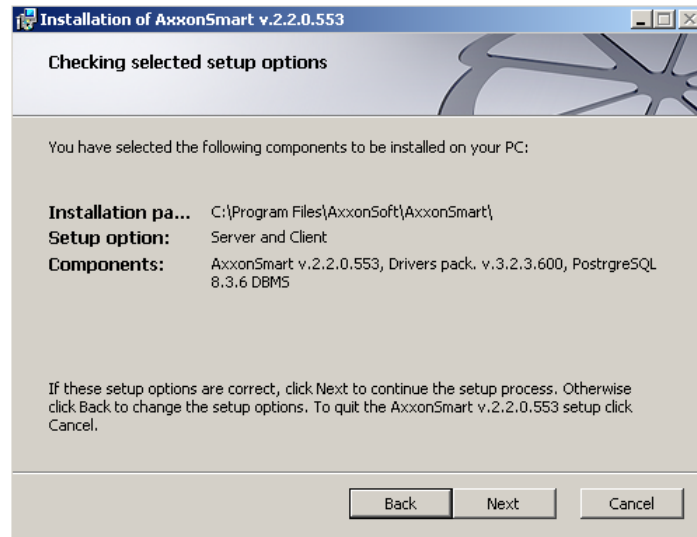 Installation of AxxonSmart v.2.2.0.553
Checking selected setup options
You have selected the following components to be installed on your PC:
Installation pa... C:\Program Files\AxxonSoft\AxxonSmart\
Setup option: Server and Client
Components: AxxonSmart v.2.2.0.553, Drivers pack. v.3.2.3.600, PostrgreSQL
8.3.6 DBMS
If these setup options are correct, click Next to continue the setup process. Otherwise
click Back to change the setup options. To quit the AxxonSmart v.2.2.0.553 setup click
Cancel.
Back Next Cancel